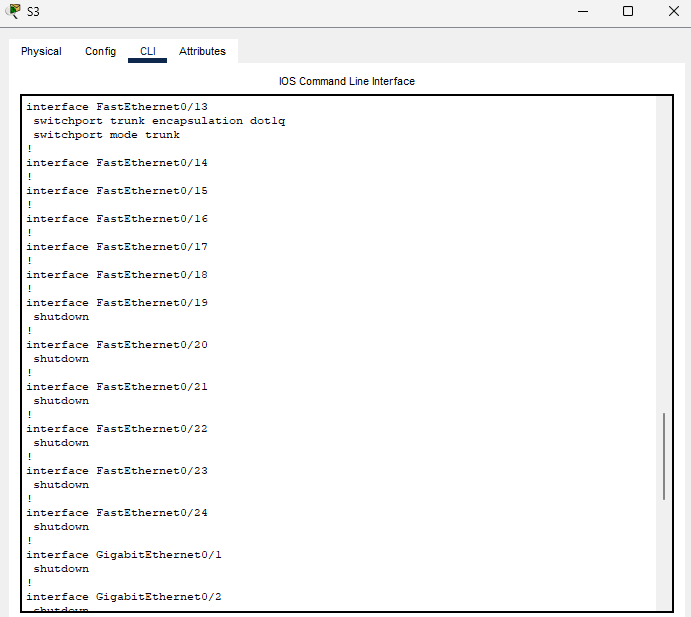 S3
Physical Config CLI Attributes
IOS Command Line Interface
interface FastEthernet0/13
switchport trunk encapsulation dot1q
switchport mode trunk
!
interface FastEthernet0/14
!
interface FastEthernet0/15
!
interface FastEthernet0/16
!
interface FastEthernet0/17
!
interface FastEthernet0/18
!
interface FastEthernet0/19
shutdown
!
interface FastEthernet0/20
shutdown
!
interface FastEthernet0/21
shutdown
!
interface FastEthernet0/22
shutdown
!
interface FastEthernet0/23
shutdown
!
interface FastEthernet0/24
shutdown
!
interface GigabitEthernet0/1
shutdown
!
interface GigabitEthernet0/2
shutdown